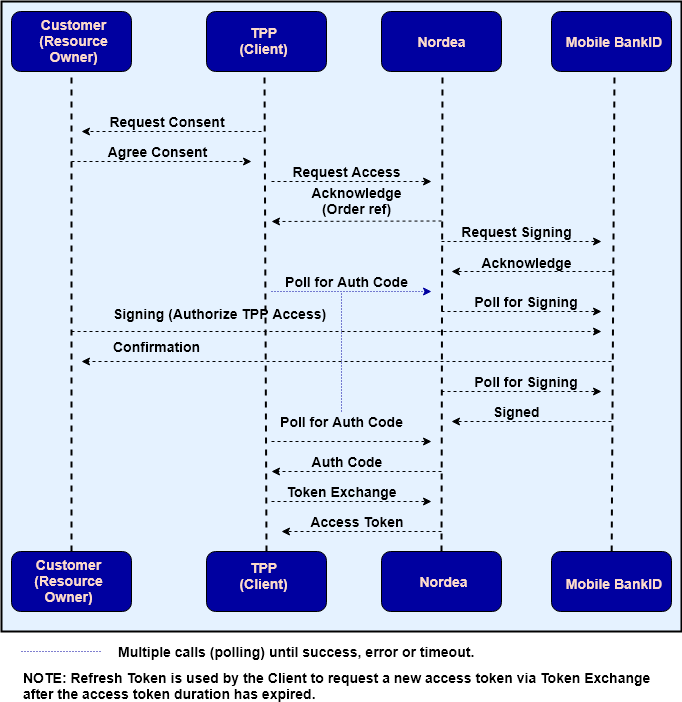 Customer
(Resource
Owner)
TPP
(Client)
Nordea
Mobile BankID
Request Consent
Agree Consent
Request Access
Acknowledge
(Order ref)
Request Signing
Acknowledge
Poll for Auth Code
Poll for Signing
Signing (Authorize TPP Access)
Confirmation
Poll for Signing
Signed
Poll for Auth Code
Auth Code
Token Exchange
Access Token
Customer
(Resource
Owner)
TPP
(Client)
Nordea
Mobile BankID
Multiple calls (polling) until success, error or timeout.
NOTE: Refresh Token is used by the Client to request a new access token via Token Exchange
after the access token duration has expired.